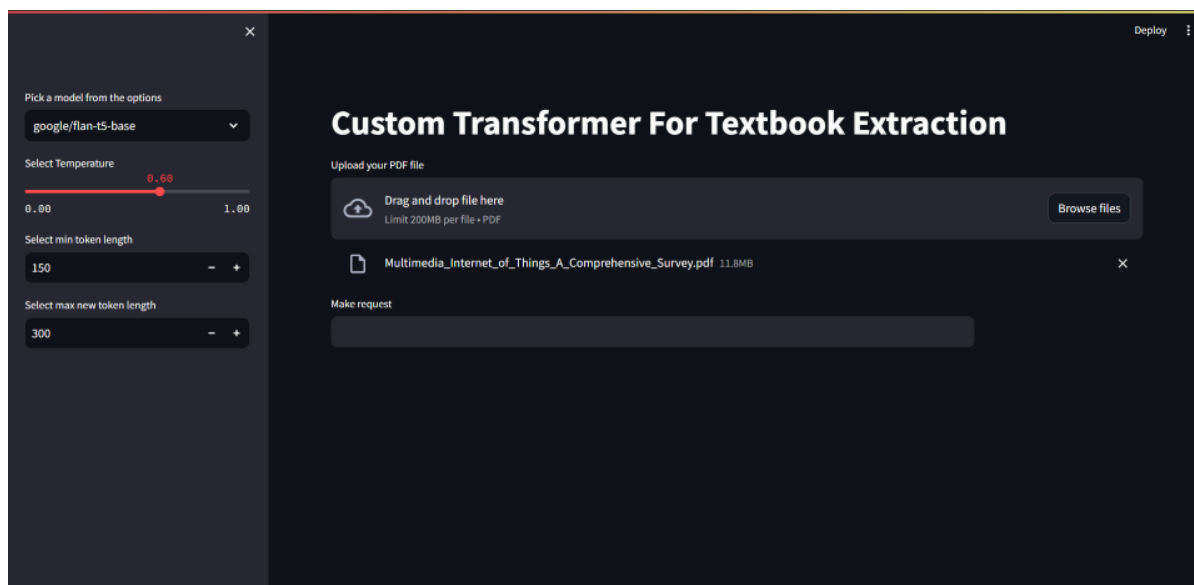 Deploy
Pick a model from the options
google/flan-t5-base
Select Temperature
0.60
0.00 1.00
Select min token length
150 - +
Select max new token length
300 - +
Custom Transformer For Textbook Extraction
Upload your PDF file
Drag and drop file here
Limit 200MB per file • PDF
Browse files
Multimedia_Internet_of_Things_A_Comprehensive_Survey.pdf 11.8MB
Make request